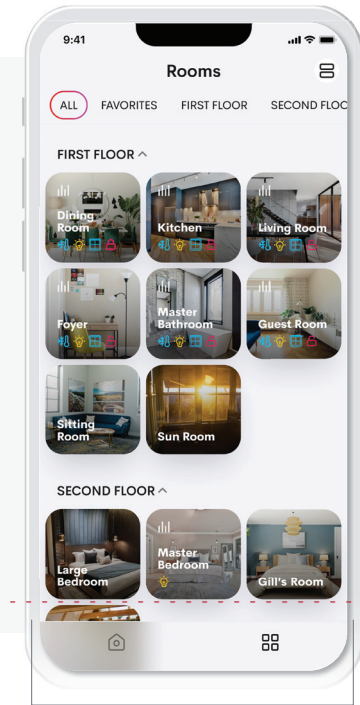 9:41
Rooms
ALL FAVORITES FIRST FLOOR SECOND FLOO
FIRST FLOOR
Dining
Room
Kitchen
Living Room
Foyer
Master
Bathroom
Guest Room
Sitting
Room
Sun Room
SECOND FLOOR
Large
Bedroom
Master
Bedroom
Gill's Room